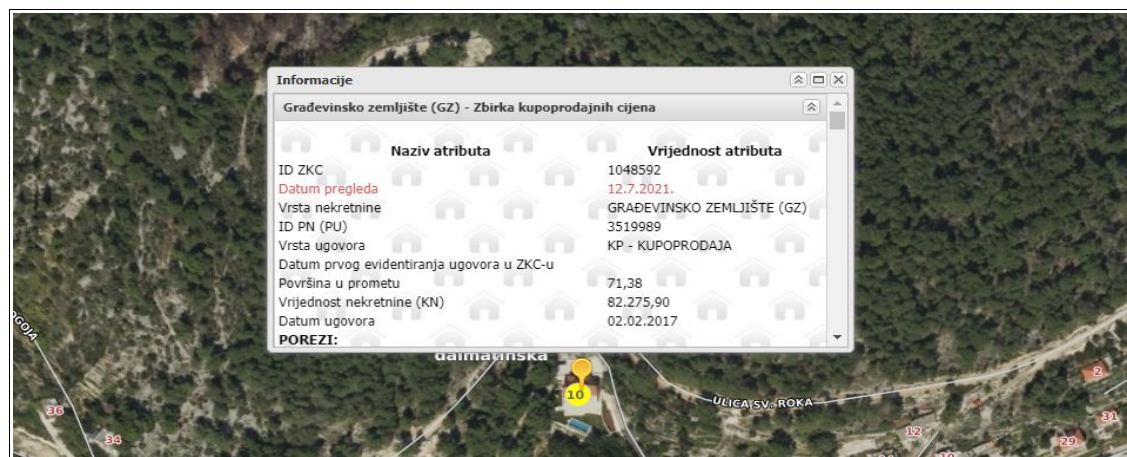 Informacije
Građevinsko zemljište (GZ) - Zbirka kupoprodajnih cijena
Naziv atributa Vrijednost atributa
ID ZKC 1048592
Datum pregleda 12.7.2021.
Vrsta nekretnine GRAĐEVINSKO ZEMLJIŠTE (GZ)
ID PN (PU) 3519989
Vrsta ugovora KP - KUPOPRODAJA
Datum prvog evidentiranja ugovora u ZKC-u
Površina u prometu 71,38
Vrijednost nekretnine (KN) 82.275,90
Datum ugovora 02.02.2017
POREZI:
dalmatinska
10
ULICA SV. ROKA
2
36
34
12
31
29
10